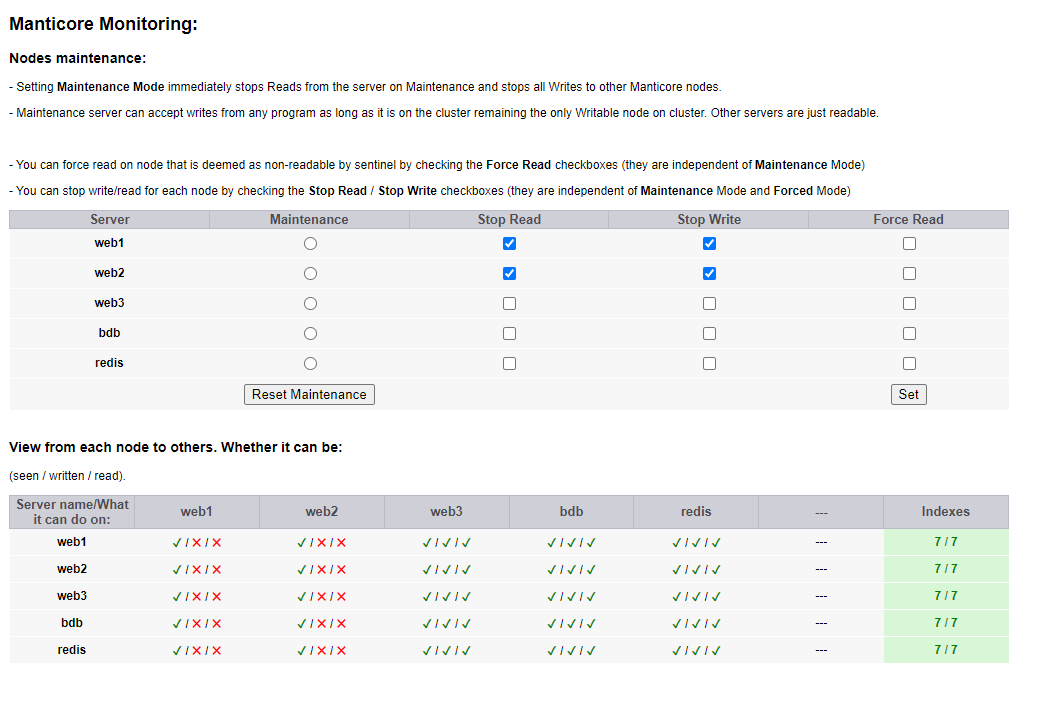 Manticore Monitoring:
Nodes maintenance:
- Setting Maintenance Mode immediately stops Reads from the server on Maintenance and stops all Writes to other Manticore nodes.
- Maintenance server can accept writes from any program as long as it is on the cluster remaining the only Writable node on cluster. Other servers are just readable.
- You can force read on node that is deemed as non-readable by sentinel by checking the Force Read checkboxes (they are independent of Maintenance Mode)
- You can stop write/read for each node by checking the Stop Read / Stop Write checkboxes (they are independent of Maintenance Mode and Forced Mode)
Server Maintenance Stop Read Stop Write Force Read
web1
web2
web3
bdb
redis
Reset Maintenance Set
View from each node to others. Whether it can be:
(seen / written / read).
Server name/What it can do on: web1 web2 web3 bdb redis --- Indexes
web1 ✓/✕/✕ ✓/✕/✕ ✓/✓/✓ ✓/✓/✓ ✓/✓/✓ --- 7 / 7
web2 ✓/✕/✕ ✓/✕/✕ ✓/✓/✓ ✓/✓/✓ ✓/✓/✓ --- 7 / 7
web3 ✓/✕/✕ ✓/✕/✕ ✓/✓/✓ ✓/✓/✓ ✓/✓/✓ --- 7 / 7
bdb ✓/✕/✕ ✓/✕/✕ ✓/✓/✓ ✓/✓/✓ ✓/✓/✓ --- 7 / 7
redis ✓/✕/✕ ✓/✕/✕ ✓/✓/✓ ✓/✓/✓ ✓/✓/✓ --- 7 / 7